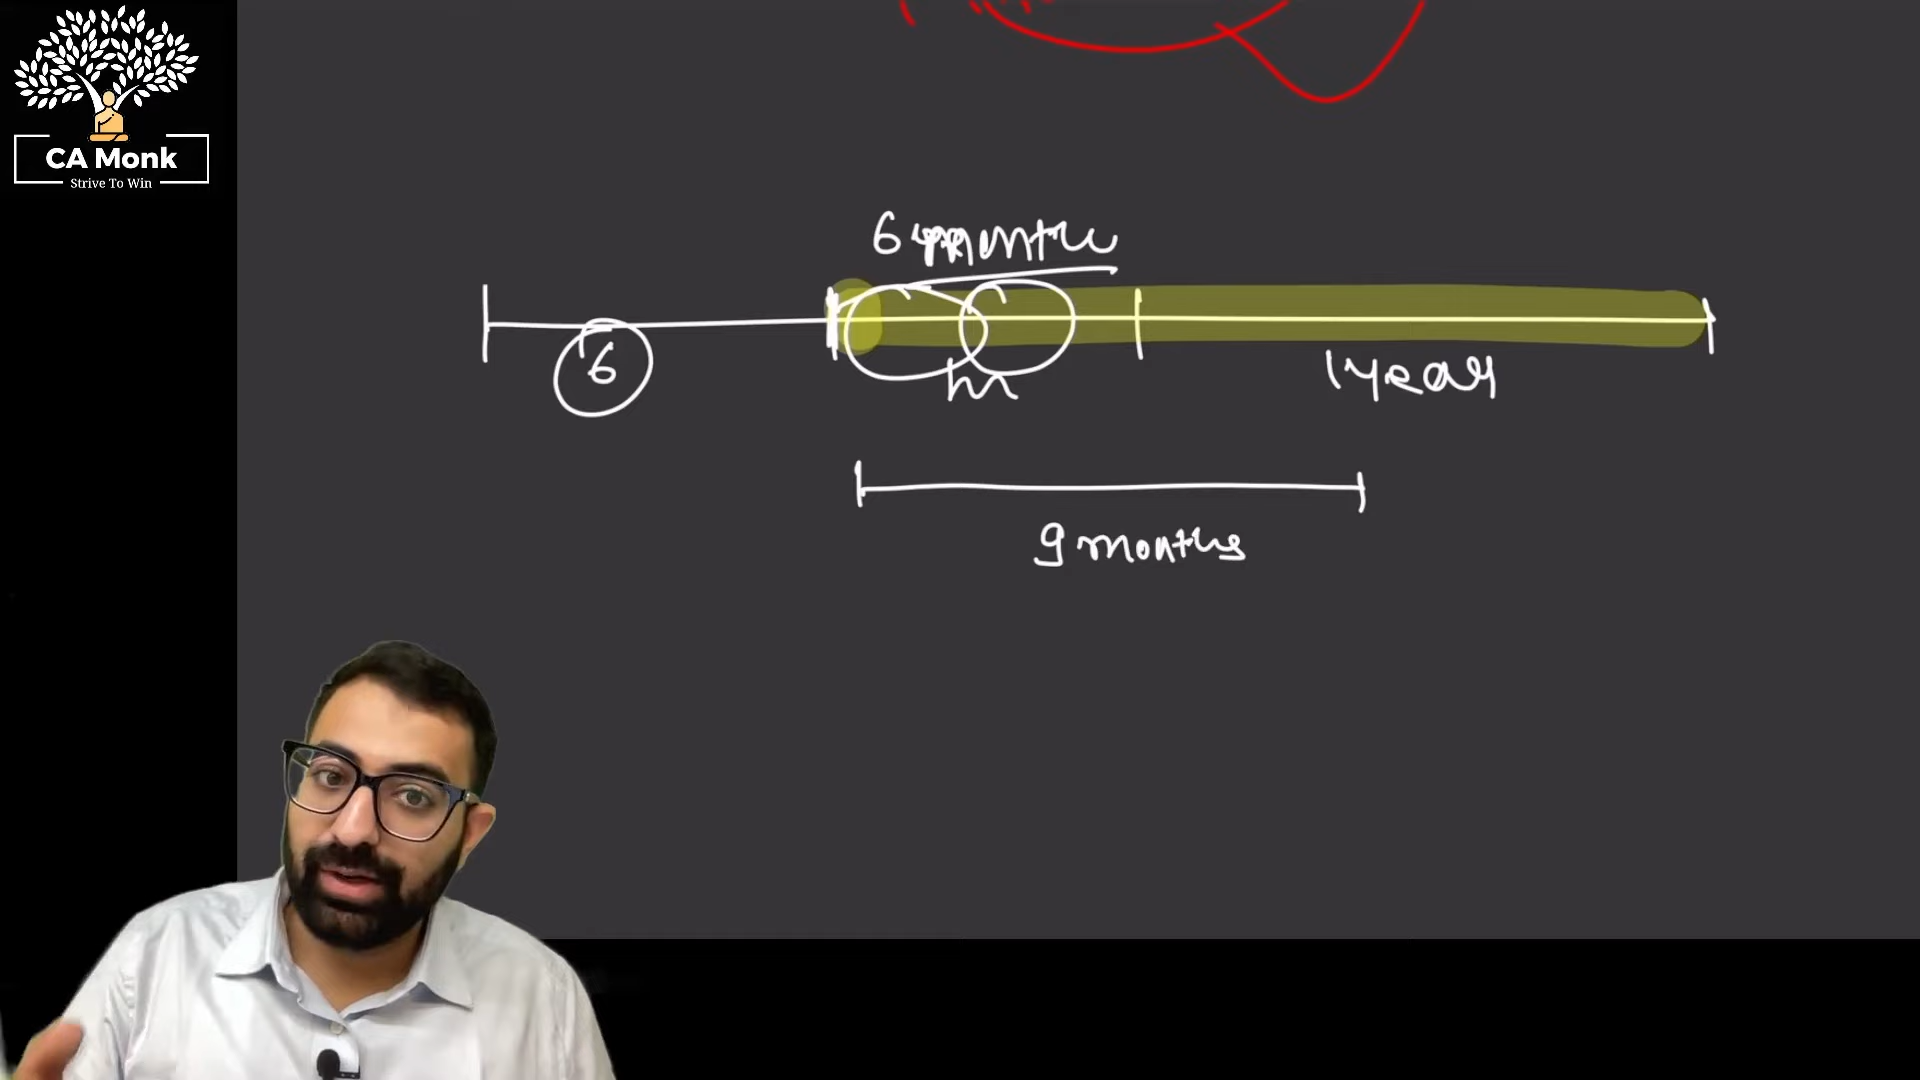 CA Monk
Strive To Win
6 months
6
m
1 year
9 months